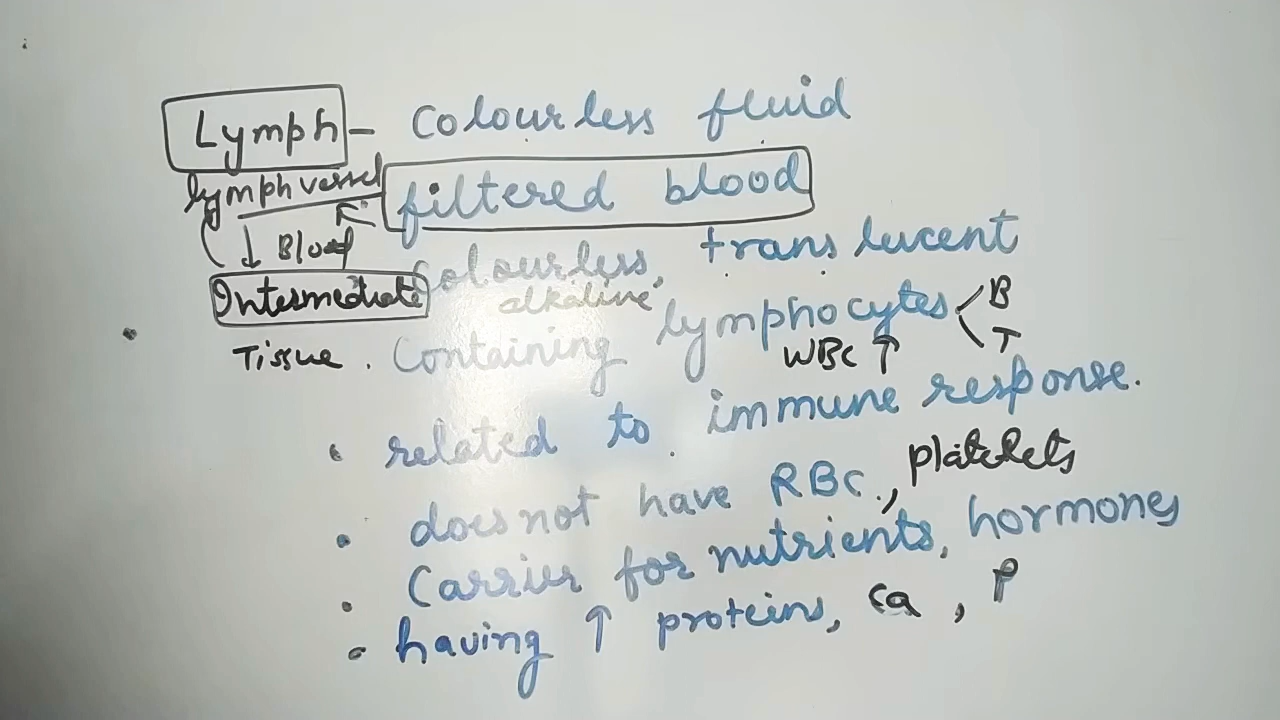 Lymph - Colourless fluid
lymph vessel filtered blood
↓ Blood
Colourless, translucent
Intermediate alkaline
Tissue . Containing lymphocytes < B T
WBC ↑
• related to immune response.
• does not have RBC., platelets
• Carrier for nutrients, hormones
• having ↑ proteins, Ca, P